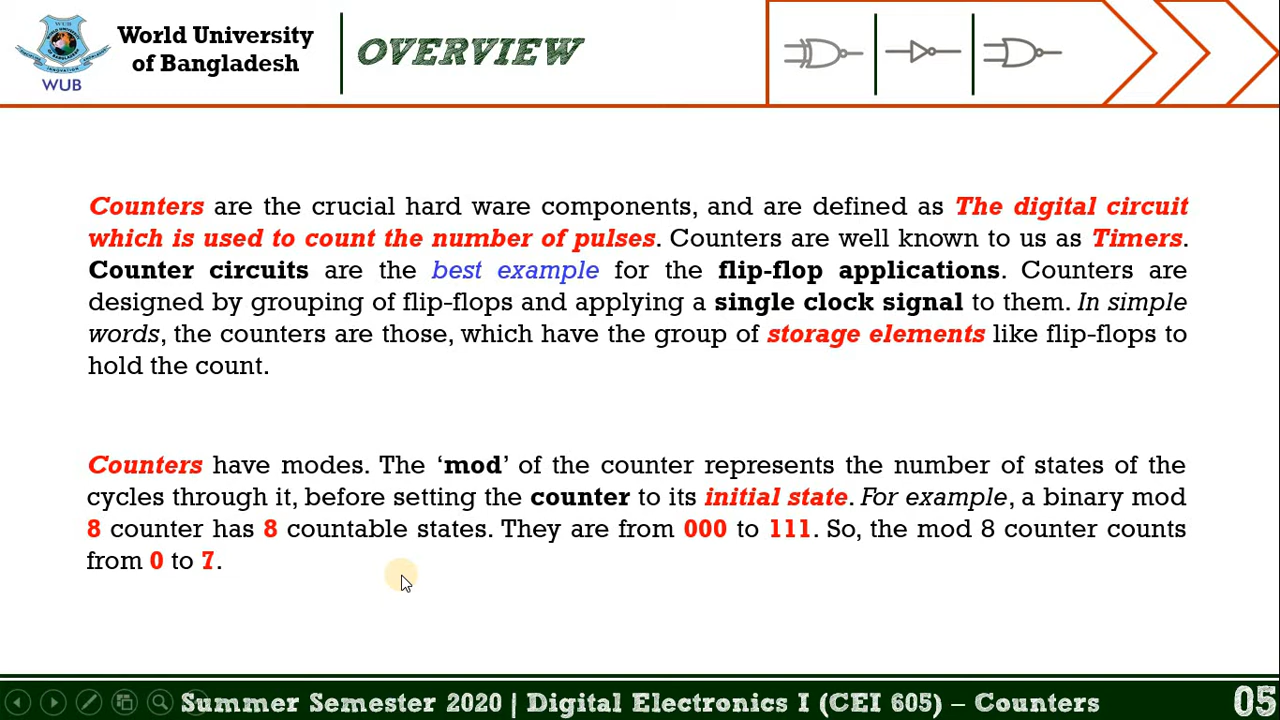 World University
of Bangladesh
WUB
OVERVIEW
Counters are the crucial hard ware components, and are defined as The digital circuit
which is used to count the number of pulses. Counters are well known to us as Timers.
Counter circuits are the best example for the flip-flop applications. Counters are
designed by grouping of flip-flops and applying a single clock signal to them. In simple
words, the counters are those, which have the group of storage elements like flip-flops to
hold the count.
Counters have modes. The ‘mod’ of the counter represents the number of states of the
cycles through it, before setting the counter to its initial state. For example, a binary mod
8 counter has 8 countable states. They are from 000 to 111. So, the mod 8 counter counts
from 0 to 7.
Summer Semester 2020 | Digital Electronics I (CEI 605) – Counters
05